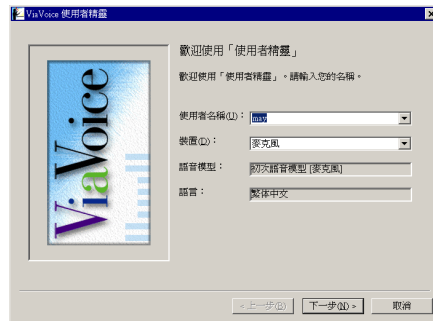 ViaVoice 使用者精靈
ViaVoice
歡迎使用「使用者精靈」
歡迎使用「使用者精靈」。請輸入您的名稱。
使用者名稱(U)：may
裝置(D)：麥克風
語音模型：初次語音模型 [麥克風]
語言：繁体中文
<上一步(B)
下一步(N)>
取消